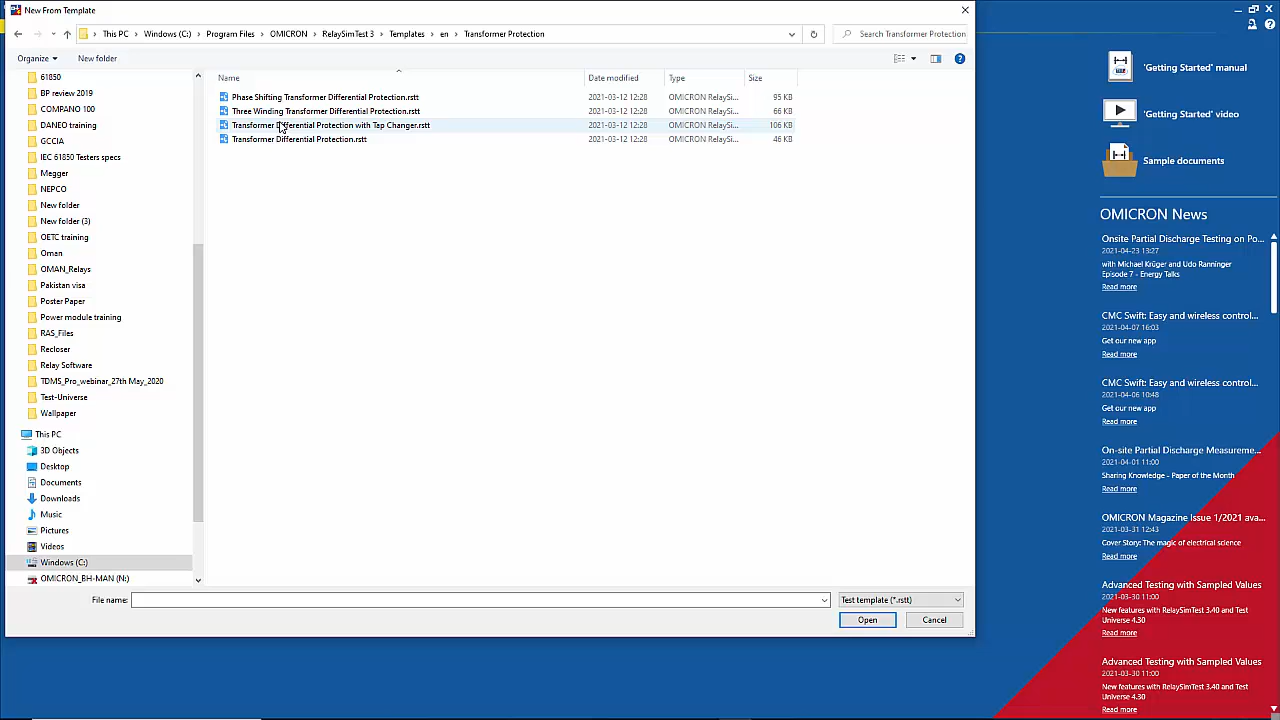 New From Template
This PC > Windows (C:) > Program Files > OMICRON > RelaySimTest 3 > Templates > en > Transformer Protection
Search Transformer Protection
Organize
New folder
61850
BP review 2019
COMPANO 100
DANEO training
GCCIA
IEC 61850 Testers specs
Megger
NEPCO
New folder
New folder (3)
OETC training
Oman
OMAN_Relays
Pakistan visa
Poster Paper
Power module training
RAS_Files
Recloser
Relay Software
TDMS_Pro_webinar_27th May_2020
Test-Universe
Wallpaper
This PC
3D Objects
Desktop
Documents
Downloads
Music
Pictures
Videos
Windows (C:)
OMICRON_BH-MAN (N:)
Name Date modified Type Size
Phase Shifting Transformer Differential Protection.rstt 2021-03-12 12:28 OMICRON RelaySi... 95 KB
Three Winding Transformer Differential Protection.rstt 2021-03-12 12:28 OMICRON RelaySi... 66 KB
Transformer Differential Protection with Tap Changer.rstt 2021-03-12 12:28 OMICRON RelaySi... 106 KB
Transformer Differential Protection.rstt 2021-03-12 12:28 OMICRON RelaySi... 46 KB
File name:
Test template (*.rstt)
Open
Cancel
'Getting Started' manual
'Getting Started' video
Sample documents
OMICRON News
Onsite Partial Discharge Testing on Po...
2021-04-23 13:27
with Michael Krüger and Udo Ranninger
Episode 7 - Energy Talks
Read more
CMC Swift: Easy and wireless control...
2021-04-07 16:03
Get our new app
Read more
CMC Swift: Easy and wireless control...
2021-04-06 10:48
Get our new app
Read more
On-site Partial Discharge Measureme...
2021-04-01 11:00
Sharing Knowledge - Paper of the Month
Read more
OMICRON Magazine Issue 1/2021 ava...
2021-03-31 12:43
Cover Story: The magic of electrical science
Read more
Advanced Testing with Sampled Values
2021-03-30 11:00
New features with RelaySimTest 3.40 and Test
Universe 4.30
Read more
Advanced Testing with Sampled Values
2021-03-30 11:00
New features with RelaySimTest 3.40 and Test
Universe 4.30
Read more